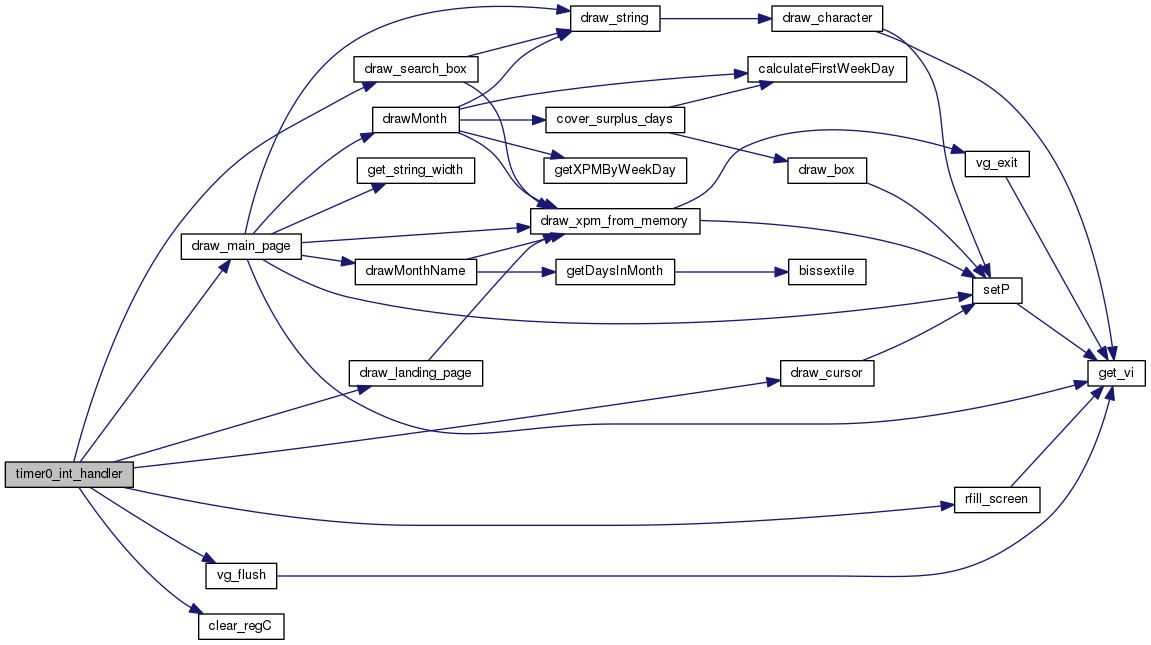 draw_string
draw_character
draw_search_box
calculateFirstWeekDay
drawMonth
cover_surplus_days
get_string_width
getXPMByWeekDay
draw_box
vg_exit
draw_xpm_from_memory
draw_main_page
drawMonthName
getDaysInMonth
bissextile
setP
draw_landing_page
draw_cursor
get_vi
timer0_int_handler
rfill_screen
vg_flush
clear_regC